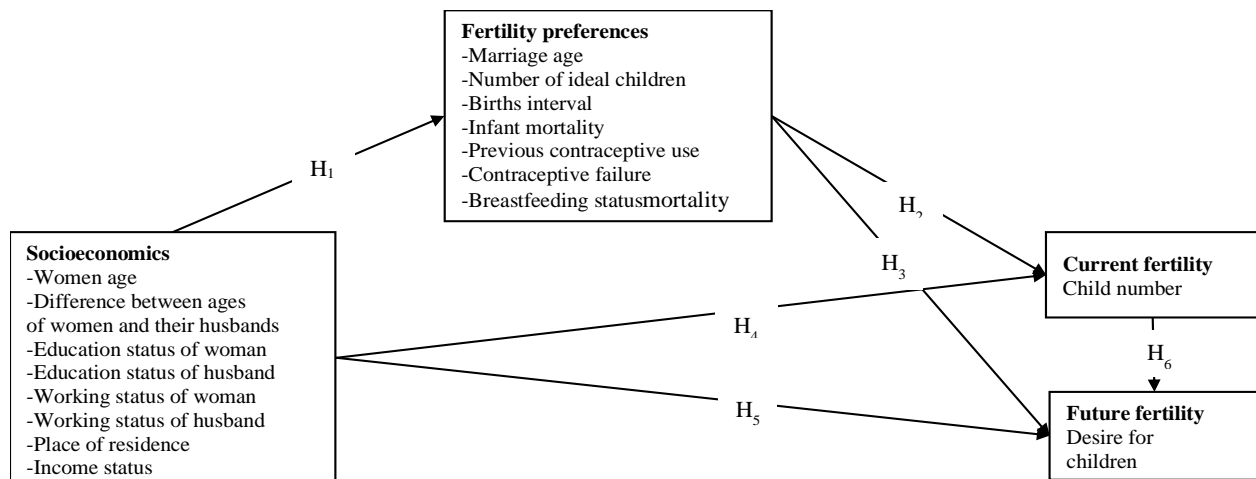 Fertility preferences
-Marriage age
-Number of ideal children
-Births interval
-Infant mortality
-Previous contraceptive use
-Contraceptive failure
-Breastfeeding statusmortality
H1
H2
H3
Socioeconomics
-Women age
-Difference between ages
of women and their husbands
-Education status of woman
-Education status of husband
-Working status of woman
-Working status of husband
-Place of residence
-Income status
H4
H5
Current fertility
Child number
H6
Future fertility
Desire for
children